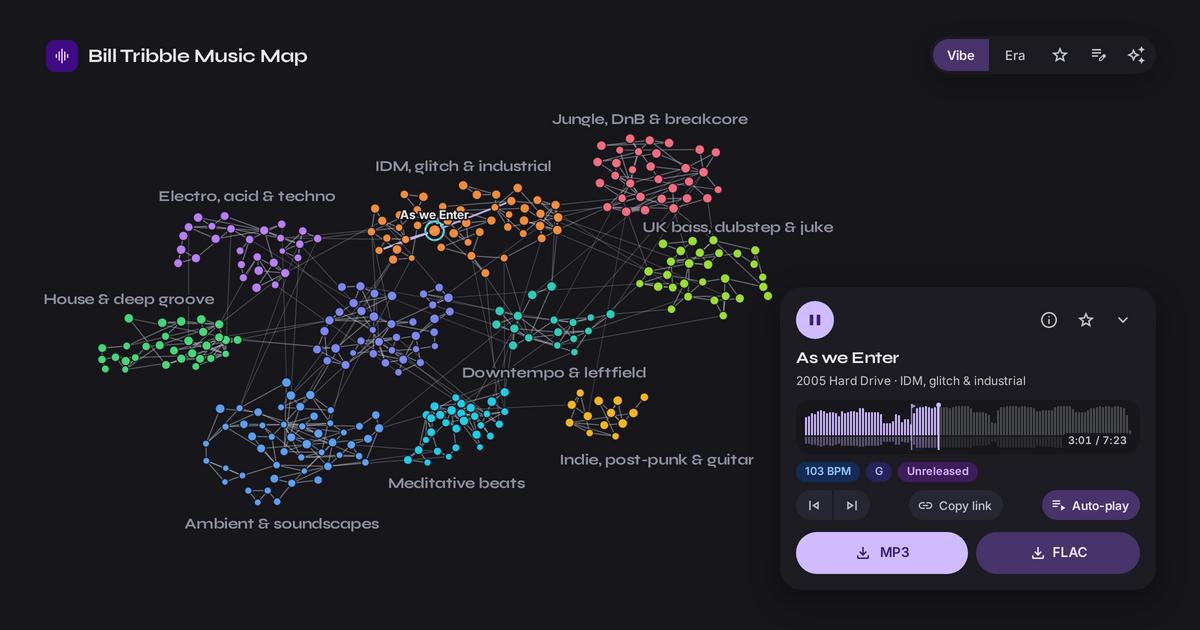 Bill Tribble Music Map
Vibe
Era
Jungle, DnB & breakcore
IDM, glitch & industrial
Electro, acid & techno
As we Enter
UK bass, dubstep & juke
House & deep groove
Downtempo & leftfield
Indie, post-punk & guitar
Meditative beats
Ambient & soundscapes
As we Enter
2005 Hard Drive · IDM, glitch & industrial
3:01 / 7:23
103 BPM
G
Unreleased
Copy link
Auto-play
MP3
FLAC